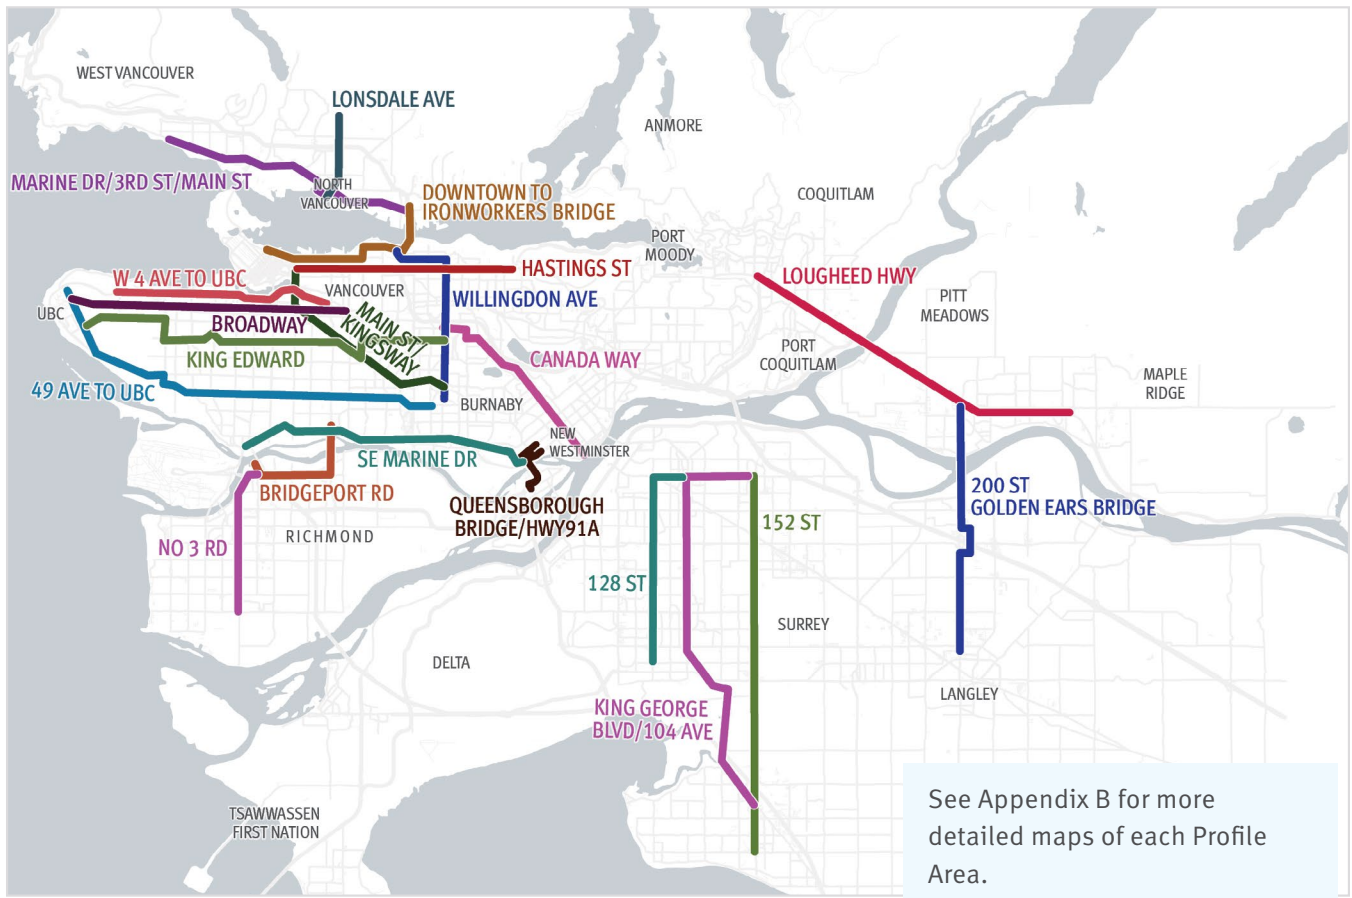 WEST VANCOUVER
LONSDALE AVE
ANMORE
MARINE DR/3RD ST/MAIN ST
NORTH
VANCOUVER
DOWNTOWN TO
IRONWORKERS BRIDGE
COQUITLAM
PORT
MOODY
HASTINGS ST
LOUGHEED HWY
W 4 AVE TO UBC
VANCOUVER
WILLINGDON AVE
PITT
MEADOWS
UBC
BROADWAY
MAIN ST/
KINGSWAY
KING EDWARD
CANADA WAY
PORT
COQUITLAM
MAPLE
RIDGE
49 AVE TO UBC
BURNABY
NEW
WESTMINSTER
SE MARINE DR
BRIDGEPORT RD
QUEENSBOROUGH
BRIDGE/HWY91A
200 ST
GOLDEN EARS BRIDGE
152 ST
RICHMOND
NO 3 RD
128 ST
SURREY
DELTA
LANGLEY
KING GEORGE
BLVD/104 AVE
TSAWWASSEN
FIRST NATION
See Appendix B for more
detailed maps of each Profile
Area.